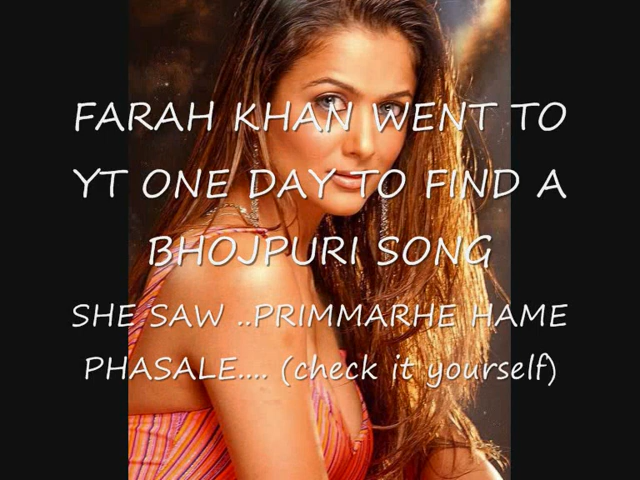 FARAH KHAN WENT TO
YT ONE DAY TO FIND A
BHOJPURI SONG
SHE SAW ..PRIMMARHE HAME
PHASALE.... (check it yourself)